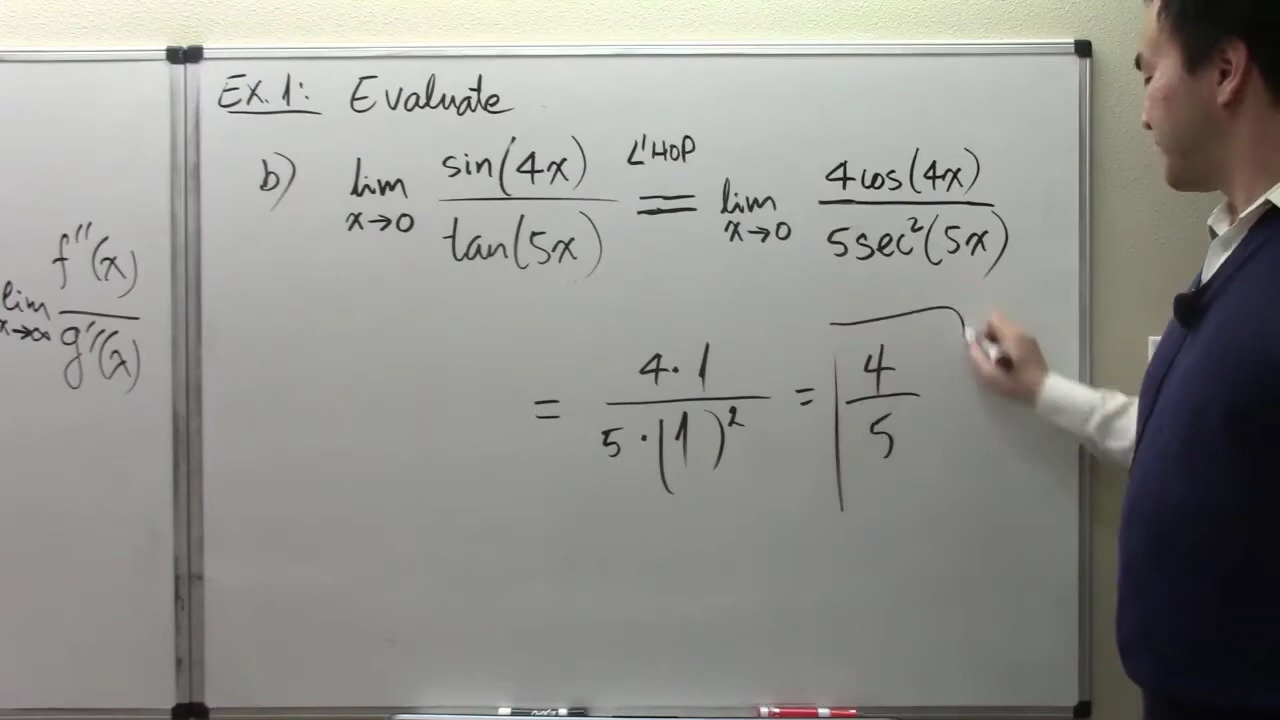 Ex. 1: Evaluate
b) lim x→0 sin(4x) / tan(5x) L'HOP = lim x→0 4cos(4x) / 5sec²(5x)
= 4·1 / 5·(1)² = 4 / 5
lim x→∞ f''(x) / g''(x)